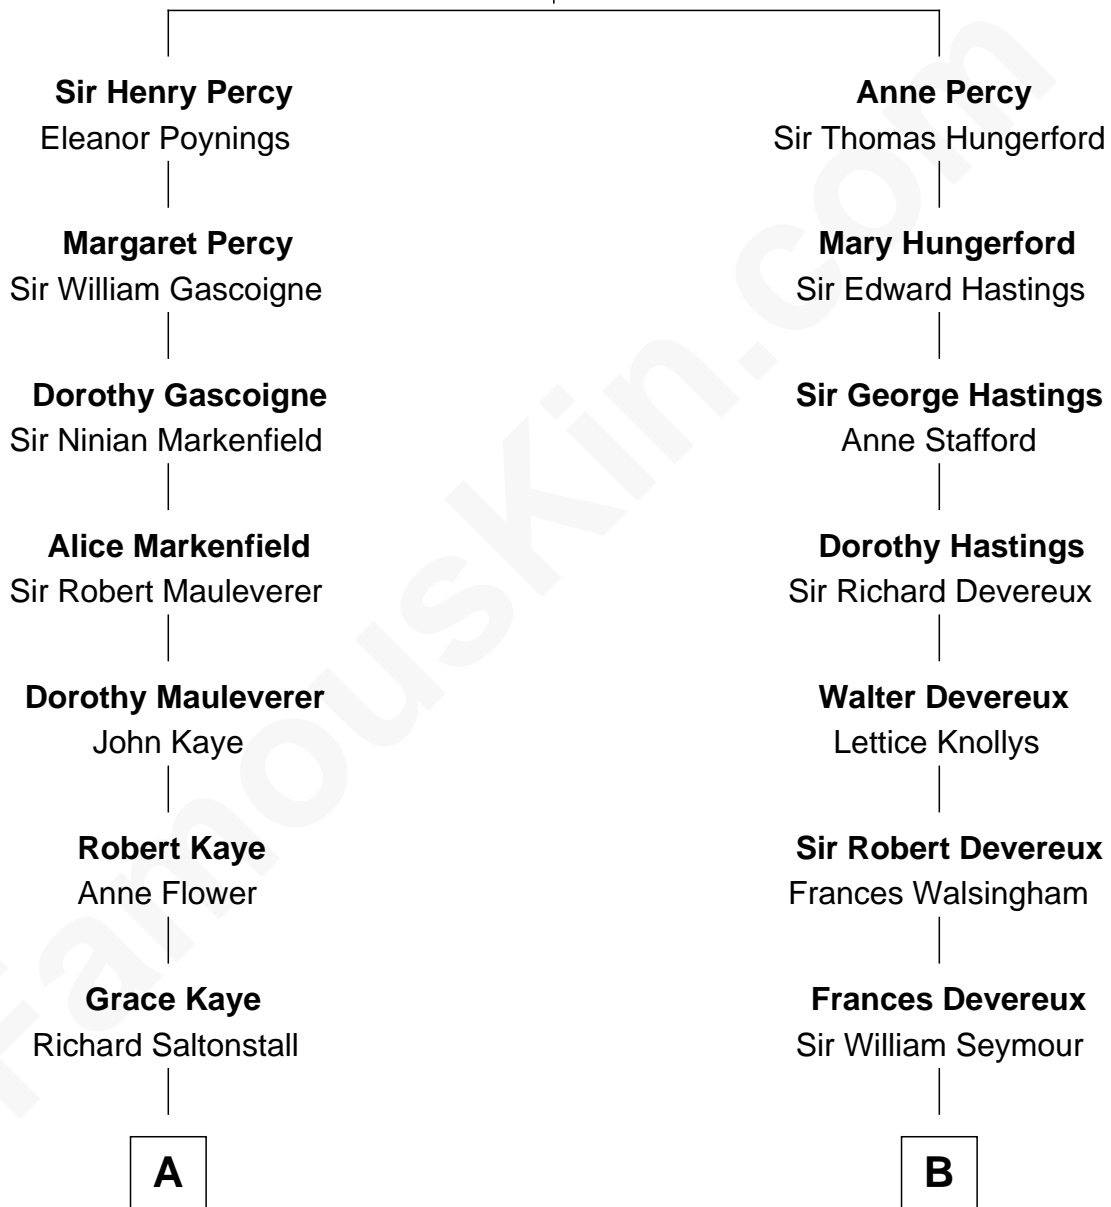 Sir Henry Percy
Eleanor Poynings
Margaret Percy
Sir William Gascoigne
Dorothy Gascoigne
Sir Ninian Markenfield
Alice Markenfield
Sir Robert Mauleverer
Dorothy Mauleverer
John Kaye
Robert Kaye
Anne Flower
Grace Kaye
Richard Saltonstall
A
Anne Percy
Sir Thomas Hungerford
Mary Hungerford
Sir Edward Hastings
Sir George Hastings
Anne Stafford
Dorothy Hastings
Sir Richard Devereux
Walter Devereux
Lettice Knollys
Sir Robert Devereux
Frances Walsingham
Frances Devereux
Sir William Seymour
B
FamousKin.com